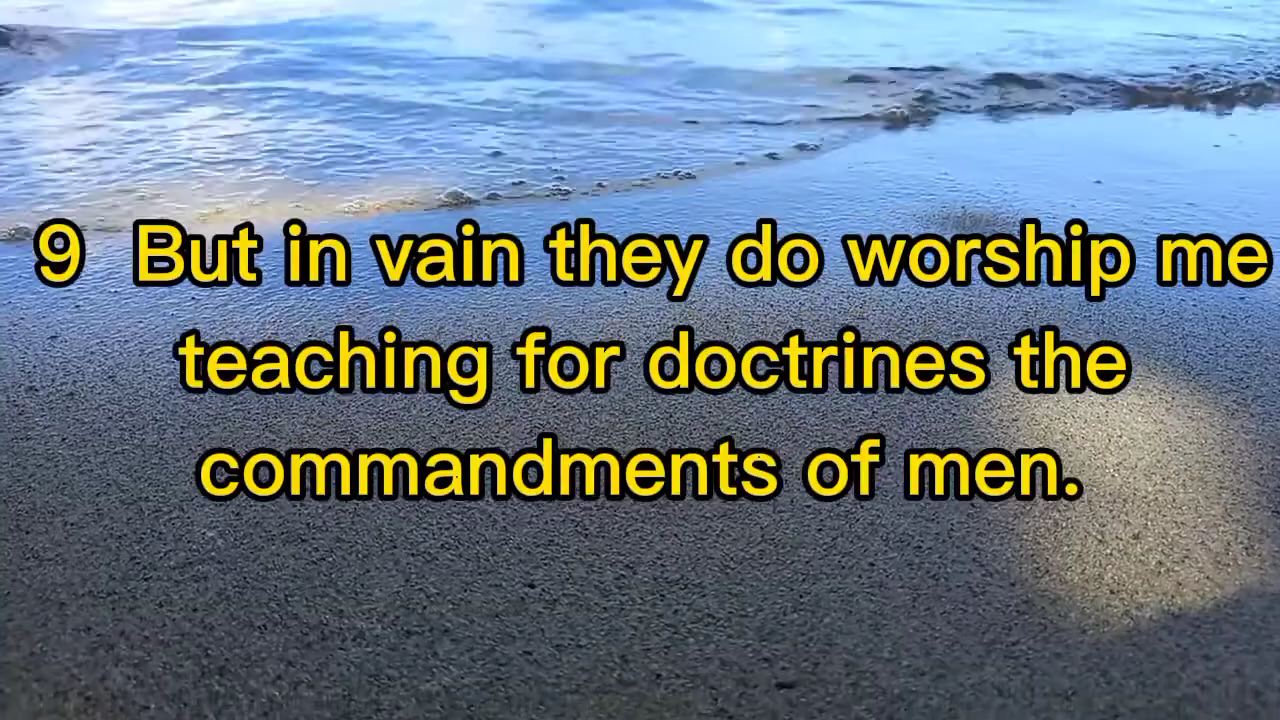 9 But in vain they do worship me
teaching for doctrines the
commandments of men.